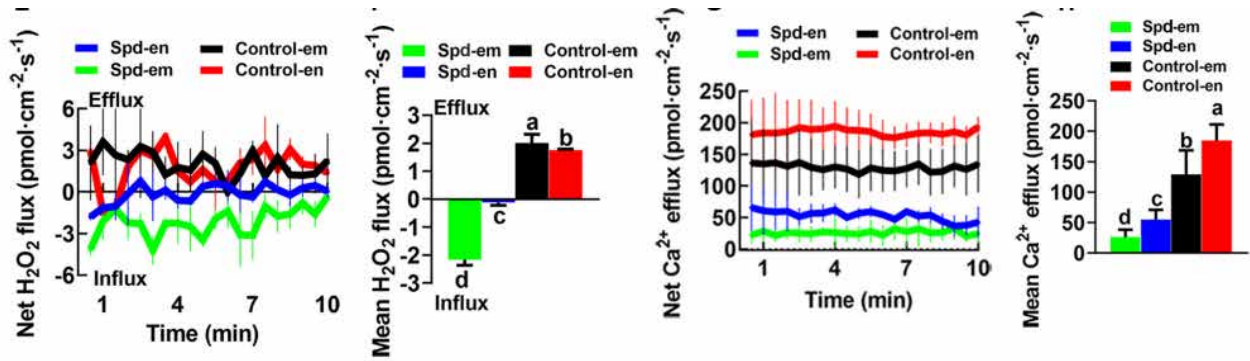 Net H₂O₂ flux (pmol·cm⁻²·s⁻¹)
Spd-en Control-em
Spd-em Control-en
Efflux
Influx
6
3
0
-3
-6
1 4 7 10
Time (min)
Mean H₂O₂ flux (pmol·cm⁻²·s⁻¹)
Spd-em Control-em
Spd-en Control-en
Efflux
Influx
3
2
1
0
-1
-2
-3
d c a b
Net Ca²⁺ efflux (pmol·cm⁻²·s⁻¹)
Spd-en Control-em
Spd-em Control-en
250
200
150
100
50
0
1 4 7 10
Time (min)
Mean Ca²⁺ efflux (pmol·cm⁻²·s⁻¹)
Spd-em
Spd-en
Control-em
Control-en
250
200
150
100
50
0
d c b a